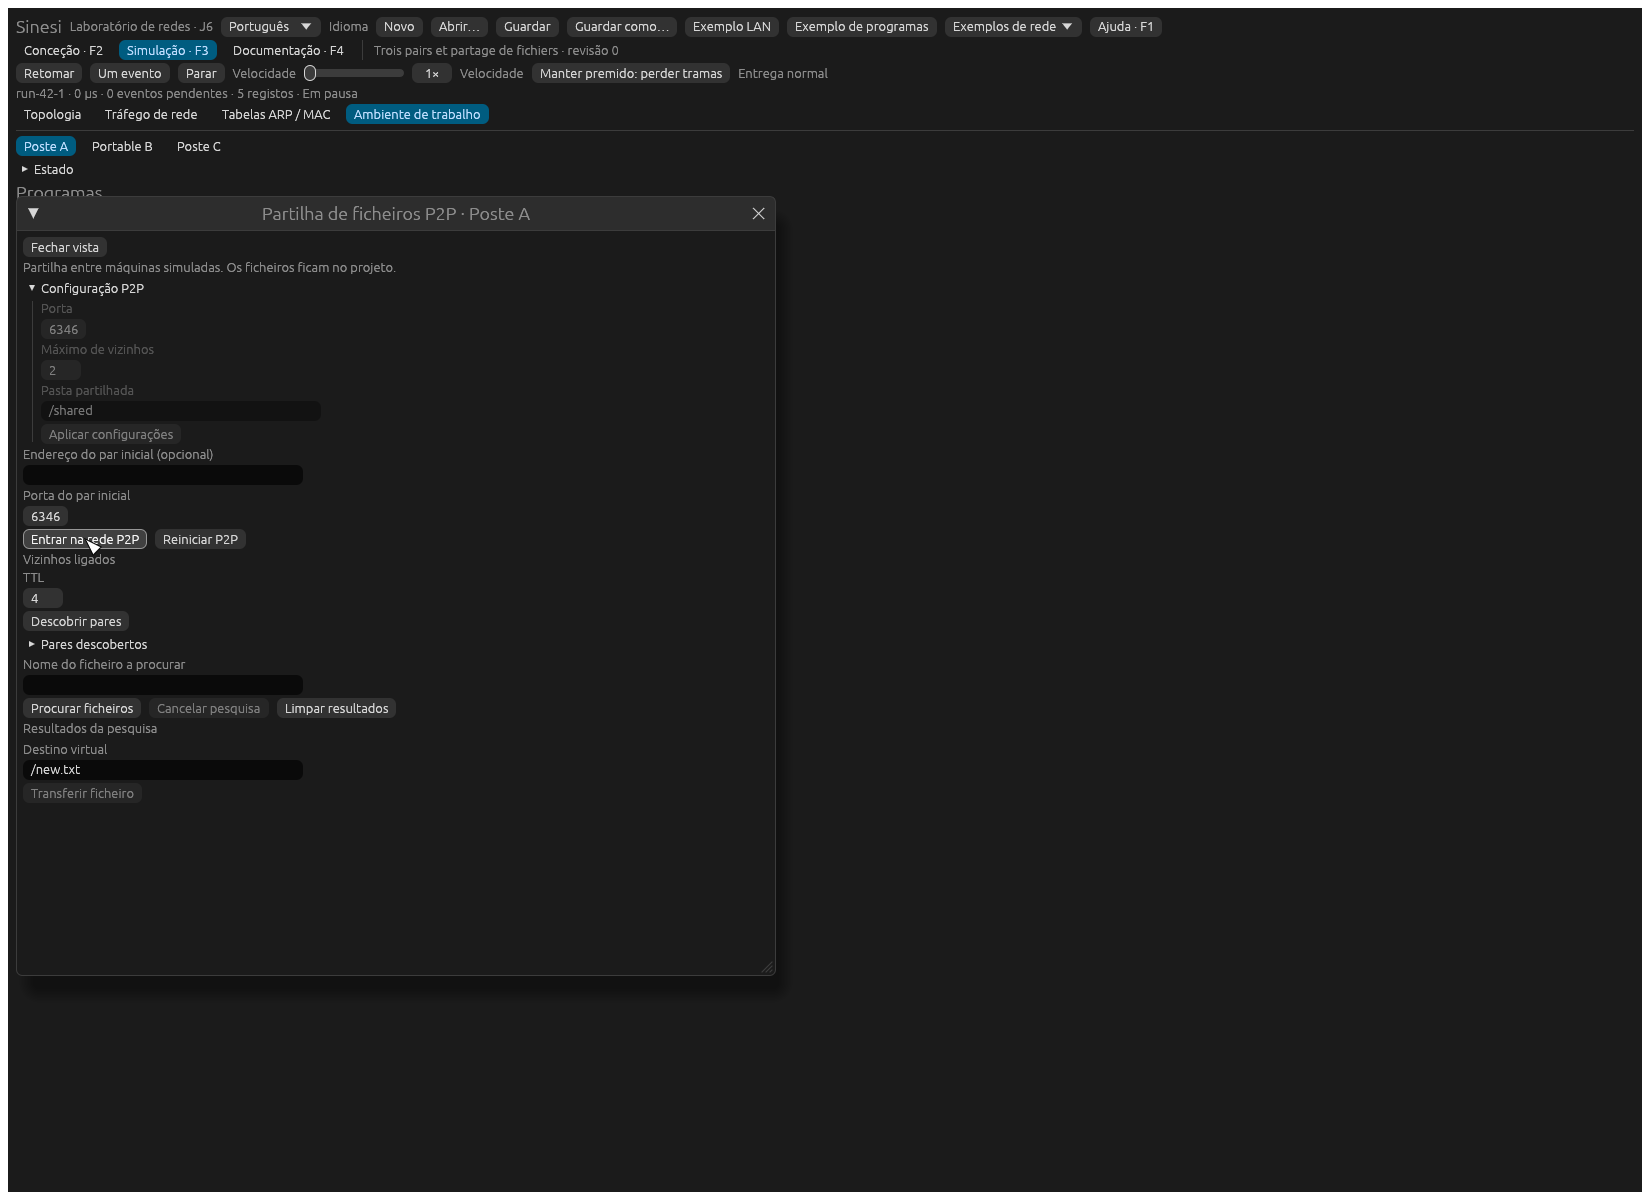 Sinesi Laboratório de redes · J6 Português Idioma Novo Abrir… Guardar Guardar como… Exemplo LAN Exemplo de programas Exemplos de rede Ajuda · F1
Conceção · F2 Simulação · F3 Documentação · F4 Trois pairs et partage de fichiers · revisão 0
Retomar Um evento Parar Velocidade 1× Velocidade Manter premido: perder tramas Entrega normal
run-42-1 · 0 µs · 0 eventos pendentes · 5 registos · Em pausa
Topologia Tráfego de rede Tabelas ARP / MAC Ambiente de trabalho
Poste A Portable B Poste C
Estado
Programas
Partilha de ficheiros P2P · Poste A
Fechar vista
Partilha entre máquinas simuladas. Os ficheiros ficam no projeto.
Configuração P2P
Porta
6346
Máximo de vizinhos
2
Pasta partilhada
/shared
Aplicar configurações
Endereço do par inicial (opcional)
Porta do par inicial
6346
Entrar na rede P2P Reiniciar P2P
Vizinhos ligados
TTL
4
Descobrir pares
Pares descobertos
Nome do ficheiro a procurar
Procurar ficheiros Cancelar pesquisa Limpar resultados
Resultados da pesquisa
Destino virtual
/new.txt
Transferir ficheiro